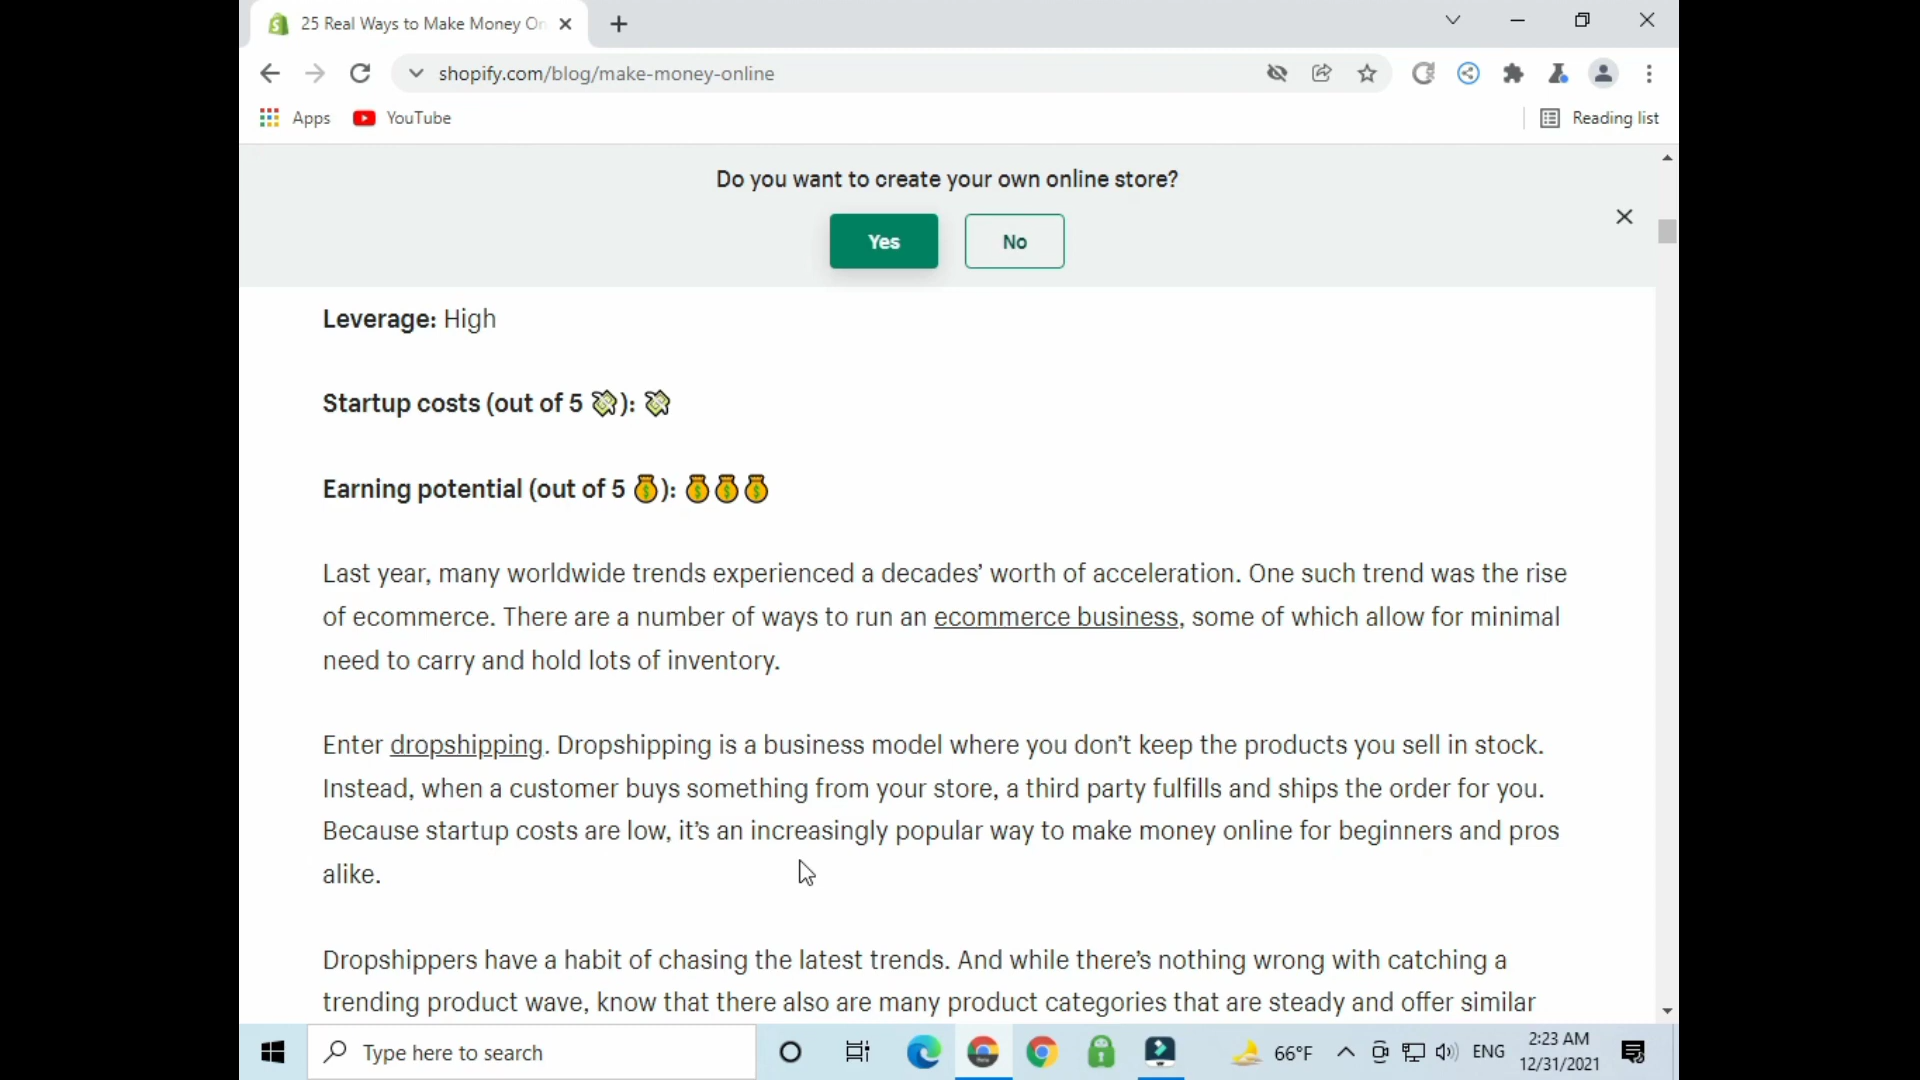 25 Real Ways to Make Money On
shopify.com/blog/make-money-online
Apps
YouTube
Reading list
Do you want to create your own online store?
Yes
No
Leverage: High
Startup costs (out of 5 💸): 💸
Earning potential (out of 5 💰): 💰💰💰
Last year, many worldwide trends experienced a decades’ worth of acceleration. One such trend was the rise
of ecommerce. There are a number of ways to run an ecommerce business, some of which allow for minimal
need to carry and hold lots of inventory.
Enter dropshipping. Dropshipping is a business model where you don’t keep the products you sell in stock.
Instead, when a customer buys something from your store, a third party fulfills and ships the order for you.
Because startup costs are low, it’s an increasingly popular way to make money online for beginners and pros
alike.
Dropshippers have a habit of chasing the latest trends. And while there’s nothing wrong with catching a
trending product wave, know that there also are many product categories that are steady and offer similar
Type here to search
66°F
ENG
2:23 AM
12/31/2021